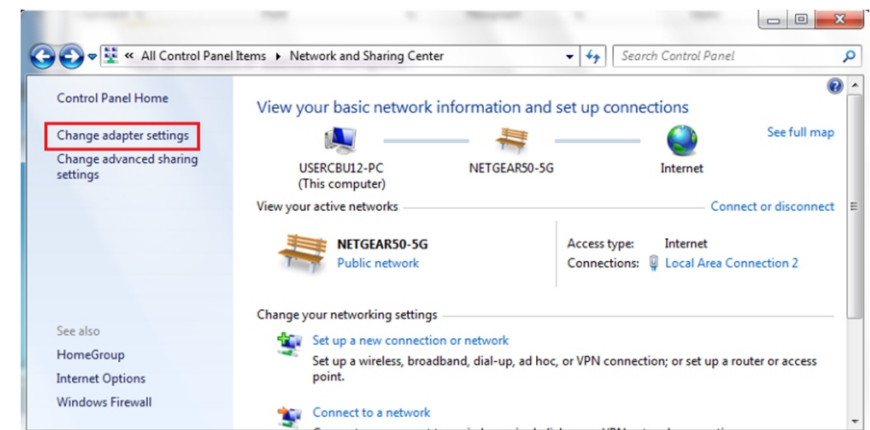 « All Control Panel Items ▸ Network and Sharing Center
Search Control Panel
Control Panel Home
Change adapter settings
Change advanced sharing
settings
See also
HomeGroup
Internet Options
Windows Firewall
View your basic network information and set up connections
See full map
USERCBU12-PC
(This computer)
NETGEAR50-5G
Internet
View your active networks
Connect or disconnect
NETGEAR50-5G
Public network
Access type: Internet
Connections: Local Area Connection 2
Change your networking settings
Set up a new connection or network
Set up a wireless, broadband, dial-up, ad hoc, or VPN connection; or set up a router or access
point.
Connect to a network